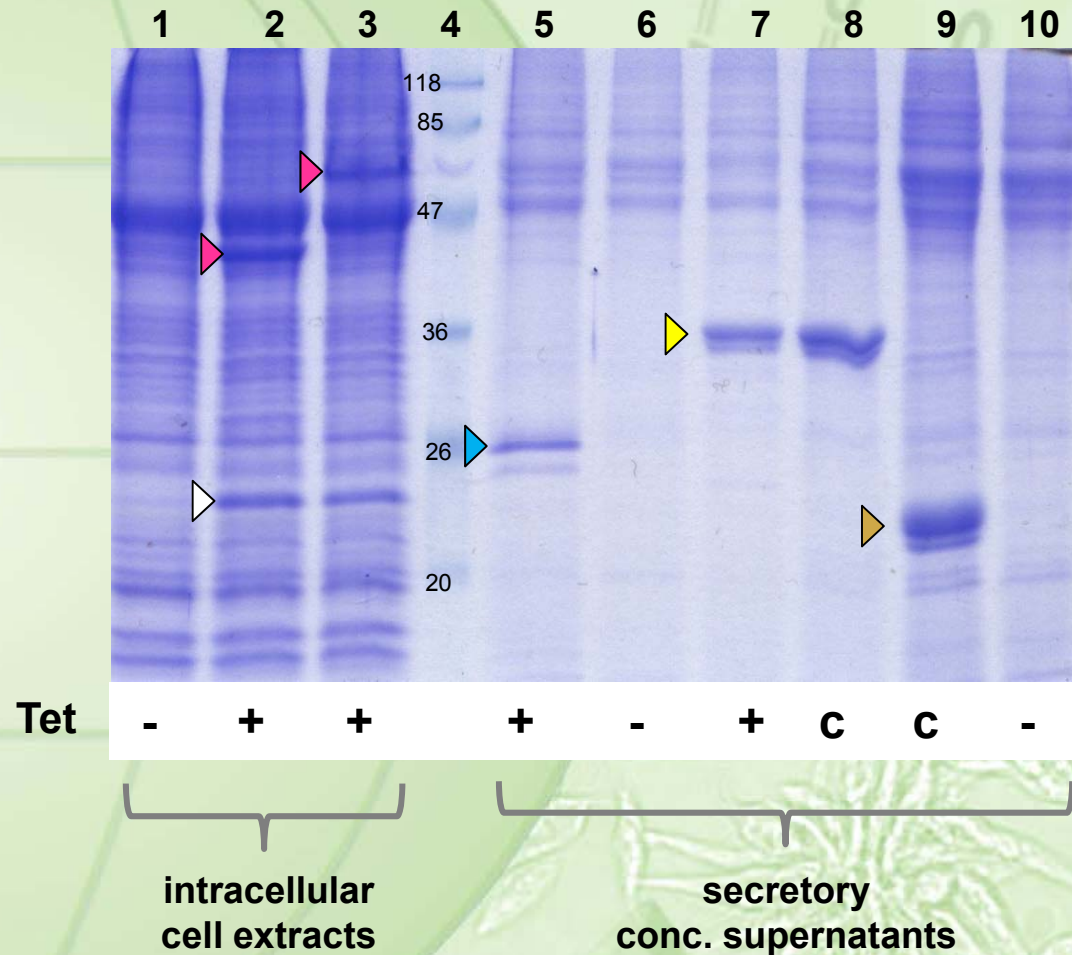 1 2 3 4 5 6 7 8 9 10
118
85
47
36
26
20
Tet - + + + - + c c -
intracellular
cell extracts
secretory
conc. supernatants